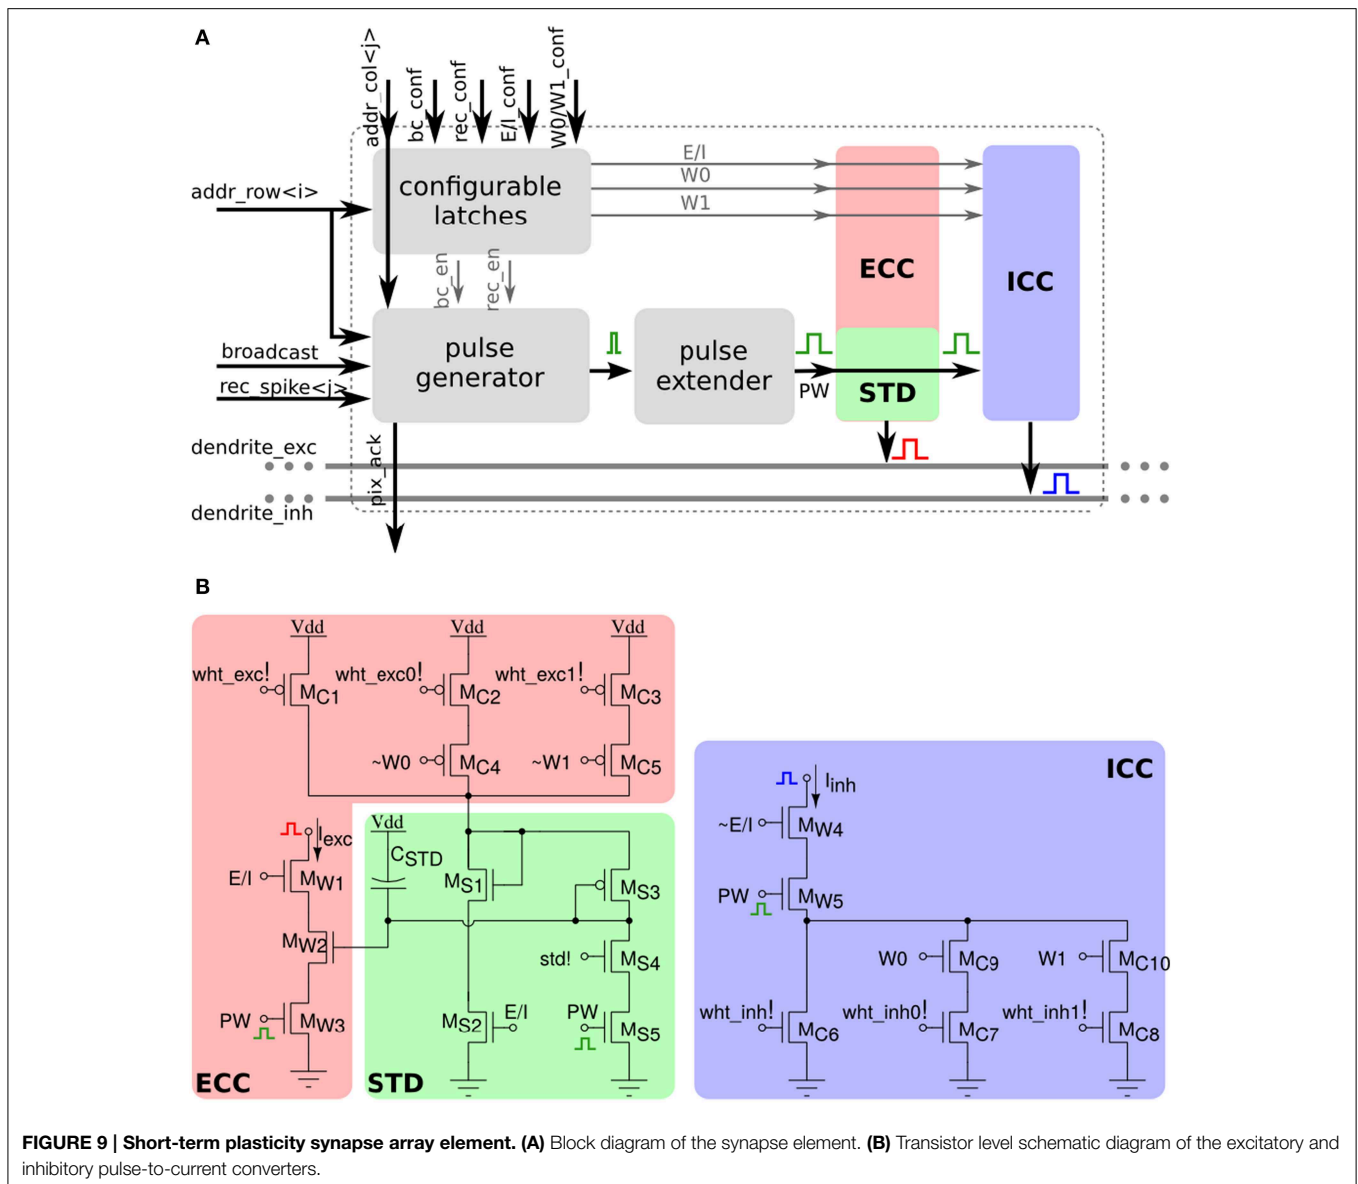 A
addr_col<j>
bc_conf
rec_conf
E/I_conf
W0/W1_conf
addr_row<i>
configurable
latches
E/I
W0
W1
ECC
ICC
bc_en
rec_en
broadcast
rec_spike<j>
pulse
generator
pulse
extender
PW
STD
dendrite_exc
pix_ack
dendrite_inh
B
Vdd
Vdd
Vdd
wht_exc!
MC1
wht_exc0!
MC2
wht_exc1!
MC3
~W0
MC4
~W1
MC5
Iexc
E/I
MW1
MW2
PW
MW3
ECC
Vdd
CSTD
MS1
MS3
std!
MS4
MS2
E/I
PW
MS5
STD
ICC
Iinh
~E/I
MW4
PW
MW5
W0
MC9
W1
MC10
wht_inh!
MC6
wht_inh0!
MC7
wht_inh1!
MC8
FIGURE 9 | Short-term plasticity synapse array element. (A) Block diagram of the synapse element. (B) Transistor level schematic diagram of the excitatory and
inhibitory pulse-to-current converters.